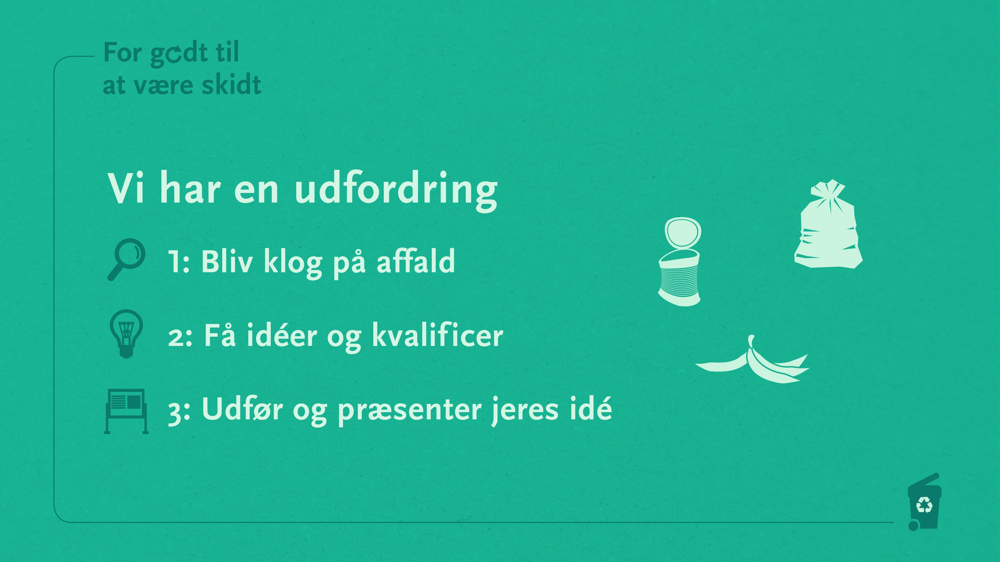 For godt til
at være skidt
Vi har en udfordring
1: Bliv klog på affald
2: Få idéer og kvalificer
3: Udfør og præsenter jeres idé